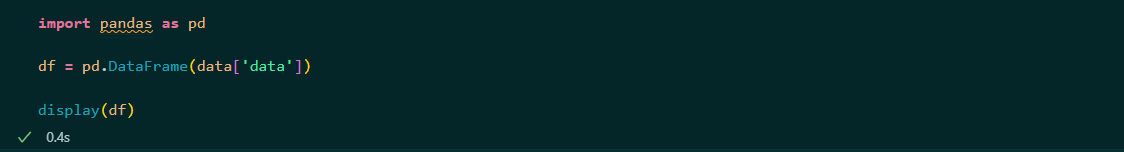 import pandas as pd
df = pd.DataFrame(data['data'])
display(df)
0.4s